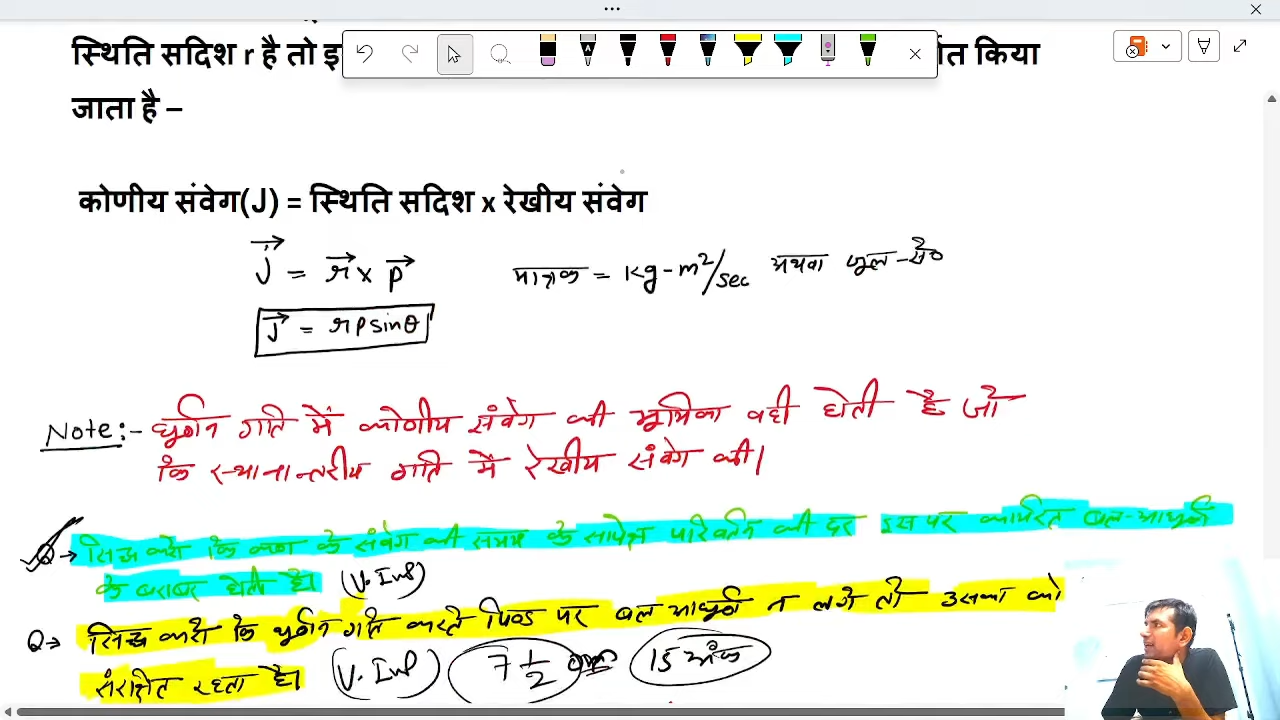 स्थिति सदिश r है तो इ र्शित किया
जाता है –
कोणीय संवेग(J) = स्थिति सदिश x रेखीय संवेग
J = r x p मात्रक = Kg-m²/sec अथवा जूल-से०
J = rpsinθ
Note:- घूर्णन गति में कोणीय संवेग की भूमिका वही होती है जो
कि स्थानान्तरीय गति में रेखीय संवेग की।
Q→ सिद्ध करो कि कण के संवेग की समय के सापेक्ष परिवर्तन की दर इस पर कार्यरत बल-आघूर्ण
के बराबर होती है। (V.Imp)
Q→ सिद्ध करो कि घूर्णन गति करते पिण्ड पर बल आघूर्ण न लगे तो उसका को
संरक्षित रहता है। (V.Imp) 7 1/2 15 अंक